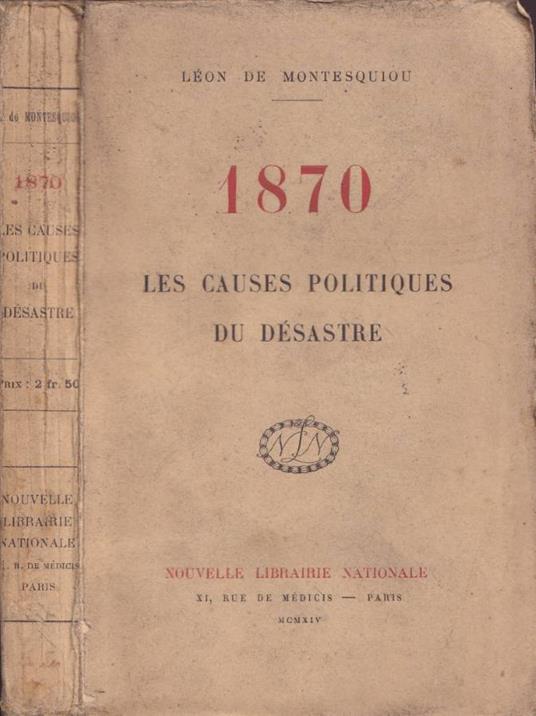 de MONTESQUIOU
1870
LES CAUSES
POLITIQUES
DU
DÉSASTRE
PRIX : 2 fr. 50
NOUVELLE
LIBRAIRIE
NATIONALE
R. DE MÉDICIS
PARIS
LÉON DE MONTESQUIOU
1870
LES CAUSES POLITIQUES
DU DÉSASTRE
NLN
NOUVELLE LIBRAIRIE NATIONALE
XI, RUE DE MÉDICIS — PARIS
MCMXIV